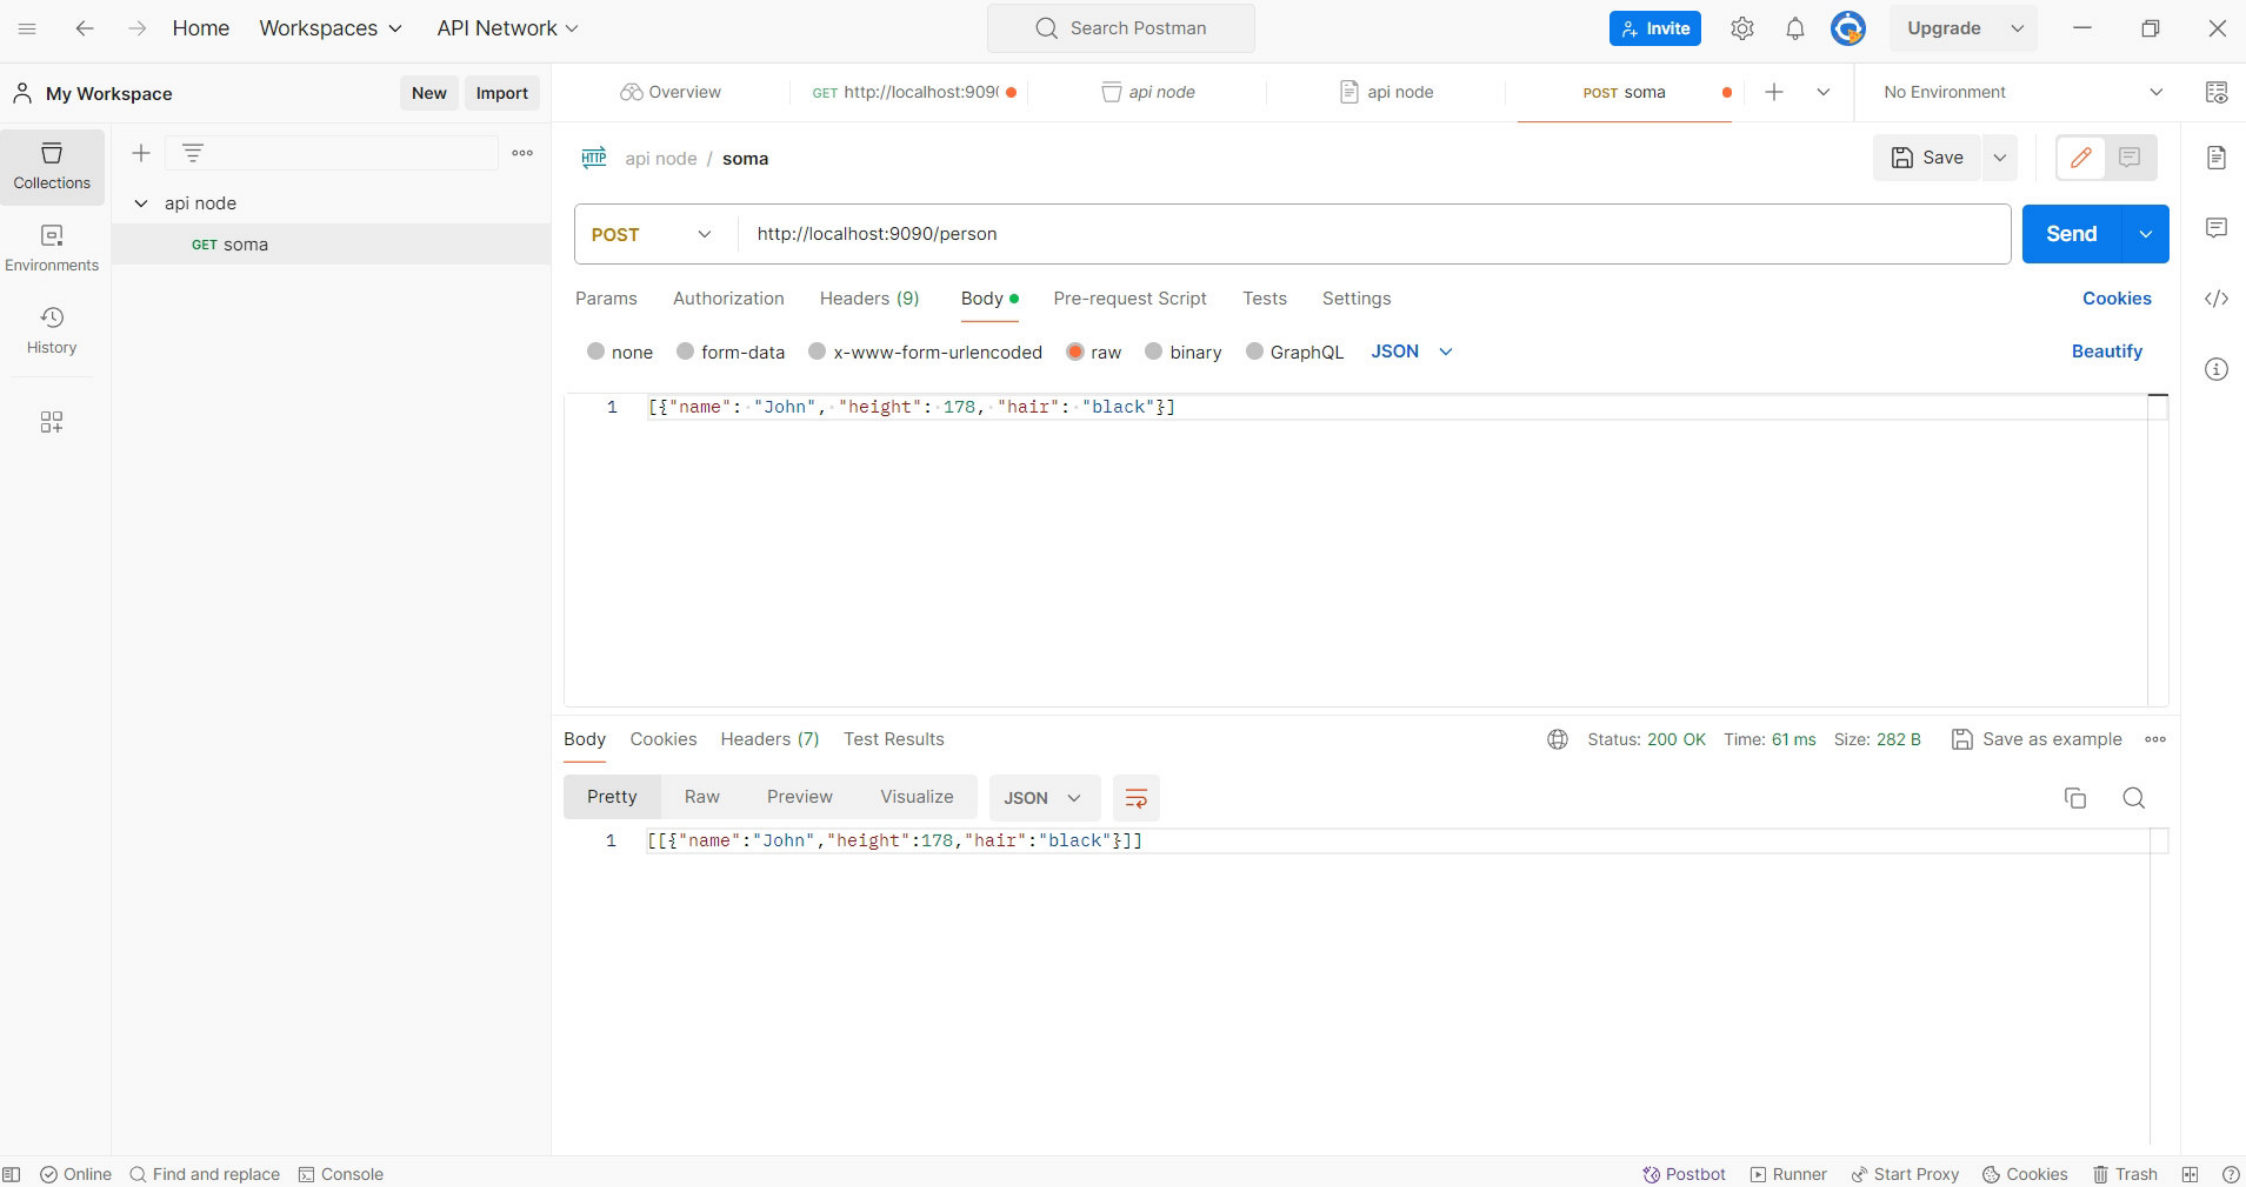 Home Workspaces API Network Search Postman Invite Upgrade
My Workspace New Import Overview GET http://localhost:909( api node api node POST soma No Environment
Collections
api node
GET soma
Environments
History
HTTP api node / soma Save
POST http://localhost:9090/person Send
Params Authorization Headers (9) Body Pre-request Script Tests Settings Cookies
none form-data x-www-form-urlencoded raw binary GraphQL JSON Beautify
1 [{"name": "John", "height": 178, "hair": "black"}]
Body Cookies Headers (7) Test Results Status: 200 OK Time: 61 ms Size: 282 B Save as example
Pretty Raw Preview Visualize JSON
1 [[{"name":"John","height":178,"hair":"black"}]]
Online Find and replace Console Postbot Runner Start Proxy Cookies Trash